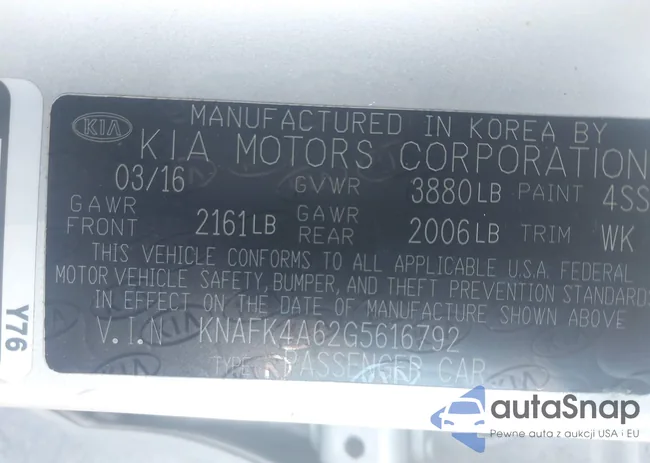 KIA
MANUFACTURED IN KOREA BY
KIA MOTORS CORPORATION
03/16 GVWR 3880LB PAINT 4SS
GAWR FRONT 2161LB GAWR REAR 2006LB TRIM WK
THIS VEHICLE CONFORMS TO ALL APPLICABLE U.S.A. FEDERAL
MOTOR VEHICLE SAFETY, BUMPER, AND THEFT PREVENTION STANDARDS
IN EFFECT ON THE DATE OF MANUFACTURE SHOWN ABOVE
V.I.N KNAFK4A62G5616792
TYPE: PASSENGER CAR
Y76
autaSnap
Pewne auta z aukcji USA i EU